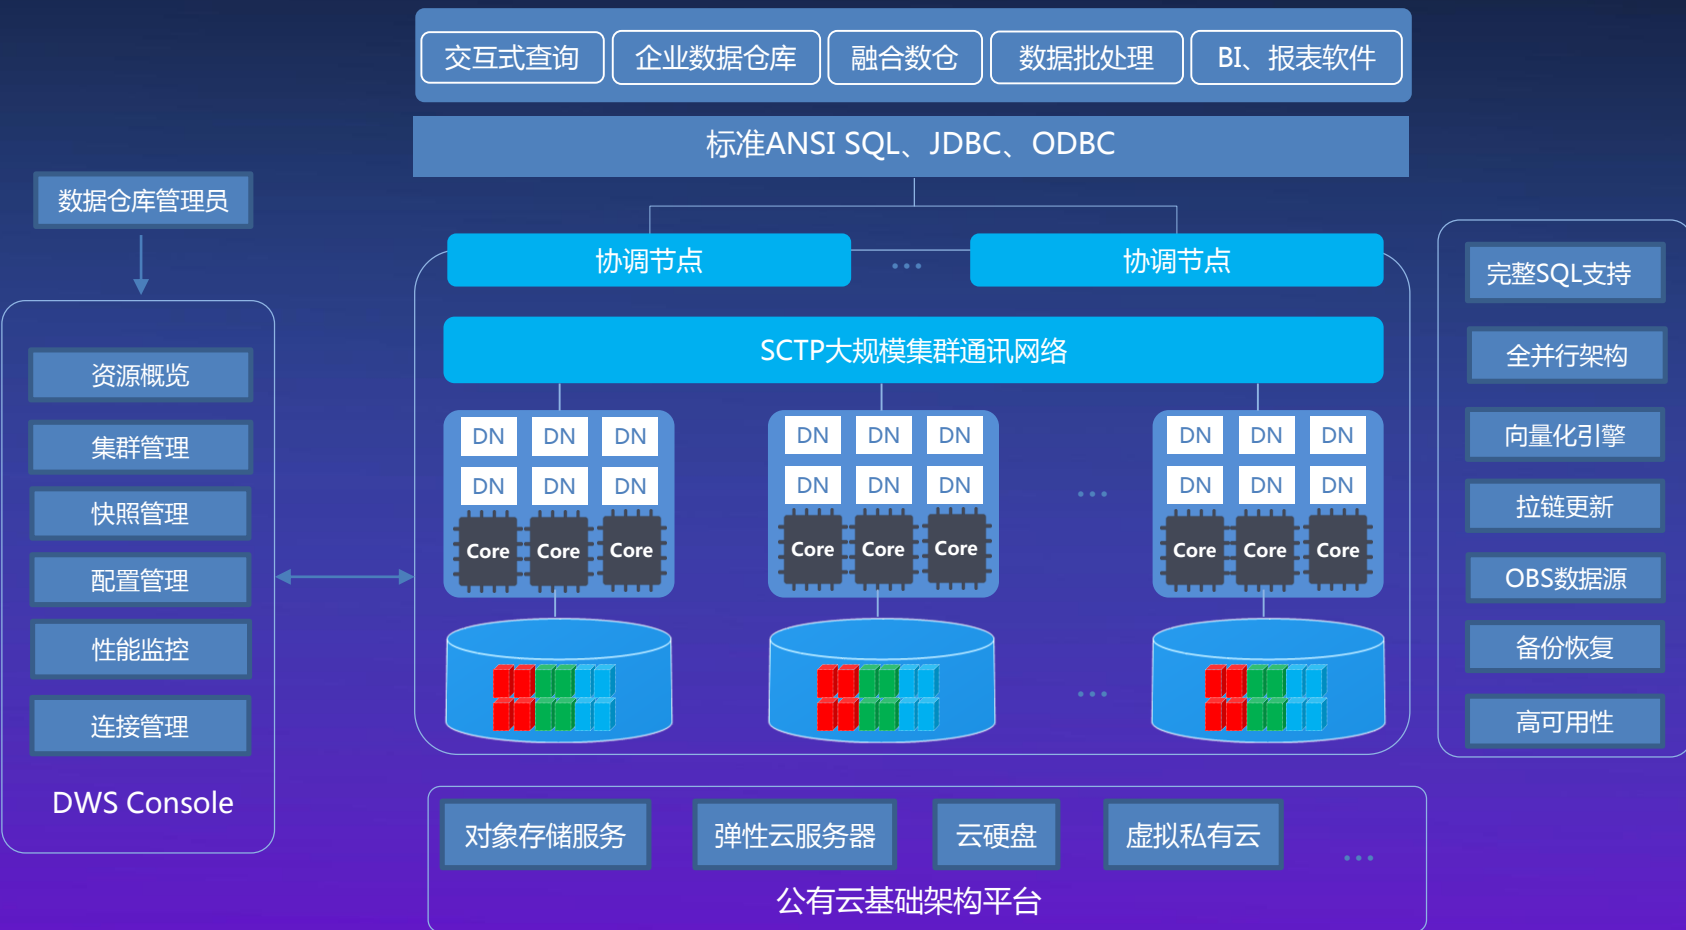 交互式查询
企业数据仓库
融合数仓
数据批处理
BI、报表软件
标准ANSI SQL、JDBC、ODBC
数据仓库管理员
资源概览
集群管理
快照管理
配置管理
性能监控
连接管理
DWS Console
协调节点
...
协调节点
SCTP大规模集群通讯网络
DN DN DN
DN DN DN
Core Core Core
DN DN DN
DN DN DN
Core Core Core
...
DN DN DN
DN DN DN
Core Core Core
...
完整SQL支持
全并行架构
向量化引擎
拉链更新
OBS数据源
备份恢复
高可用性
对象存储服务
弹性云服务器
云硬盘
虚拟私有云
...
公有云基础架构平台